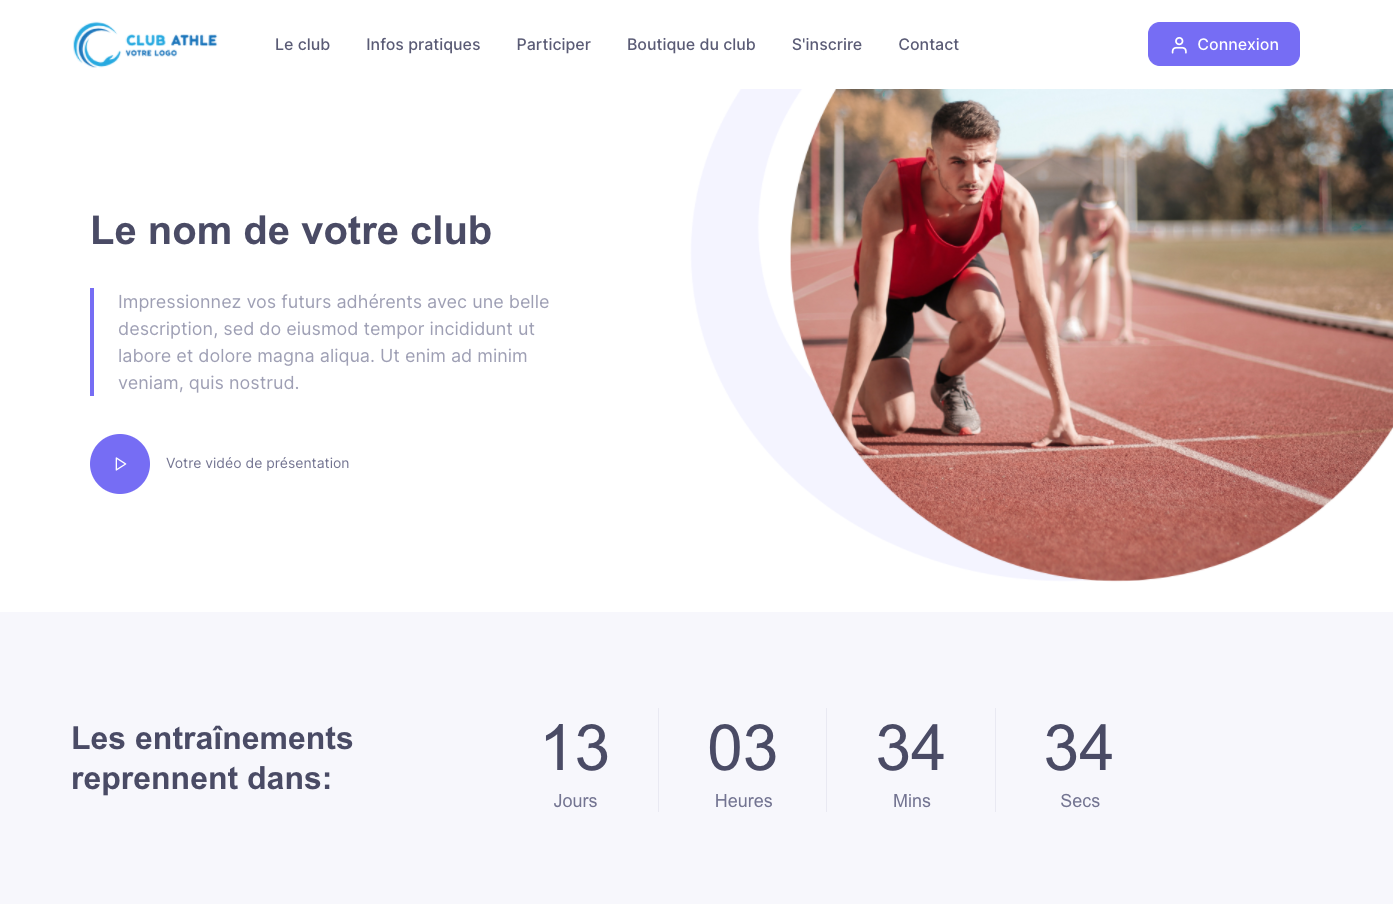 CLUB ATHLE
VOTRE LOGO
Le club
Infos pratiques
Participer
Boutique du club
S'inscrire
Contact
Connexion
Le nom de votre club
Impressionnez vos futurs adhérents avec une belle
description, sed do eiusmod tempor incididunt ut
labore et dolore magna aliqua. Ut enim ad minim
veniam, quis nostrud.
Votre vidéo de présentation
Les entraînements
reprennent dans:
13
Jours
03
Heures
34
Mins
34
Secs